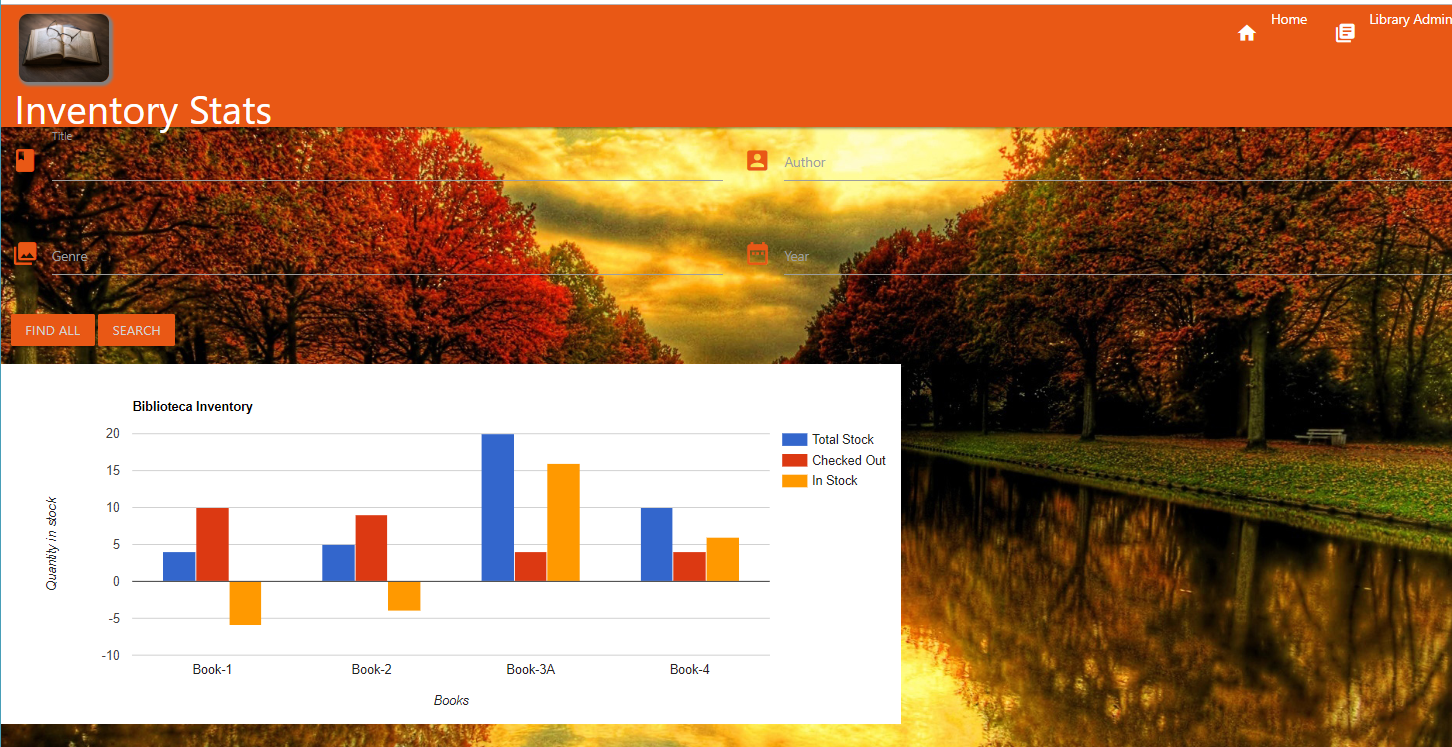 Home
Library Admin
Inventory Stats
Title
Author
Genre
Year
FIND ALL
SEARCH
Biblioteca Inventory
20
15
10
5
0
-5
-10
Quantity in stock
Total Stock
Checked Out
In Stock
Book-1
Book-2
Book-3A
Book-4
Books